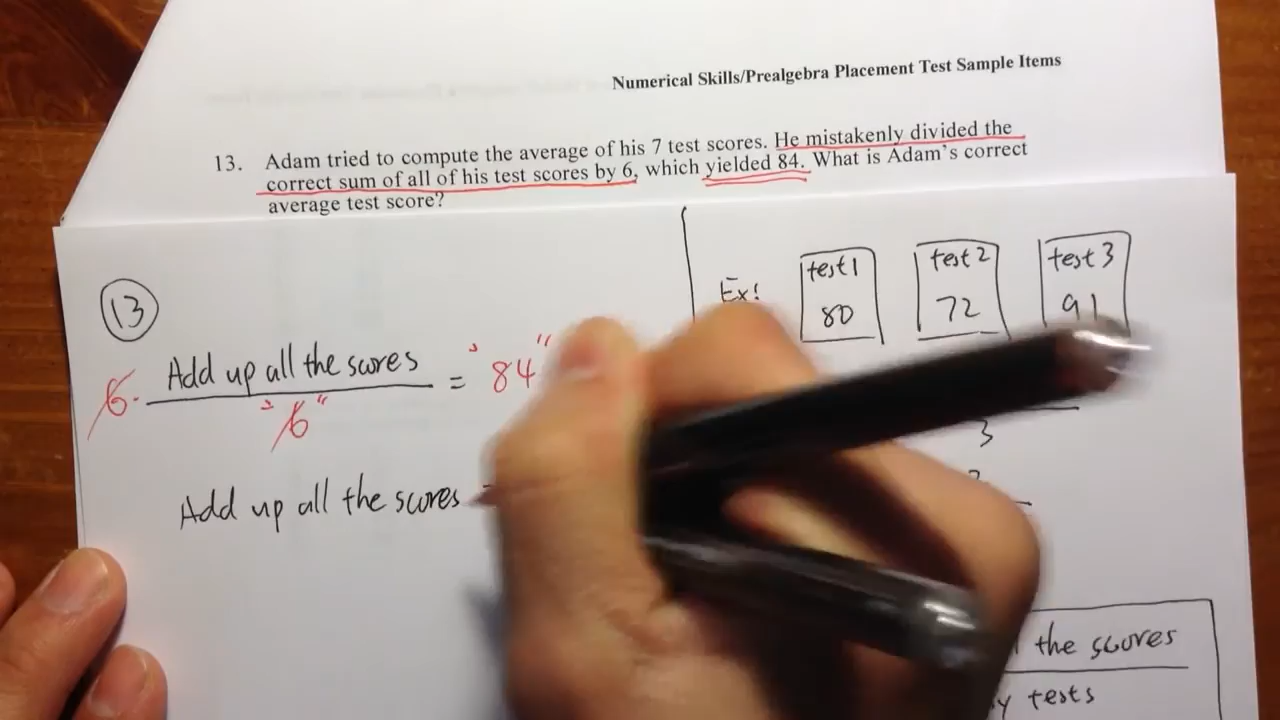 Numerical Skills/Prealgebra Placement Test Sample Items
13. Adam tried to compute the average of his 7 test scores. He mistakenly divided the
correct sum of all of his test scores by 6, which yielded 84. What is Adam's correct
average test score?
13
Ex!
test 1
80
test 2
72
test 3
91
6. Add up all the scores
"6"
= "84"
3
Add up all the scores =
the scores
tests